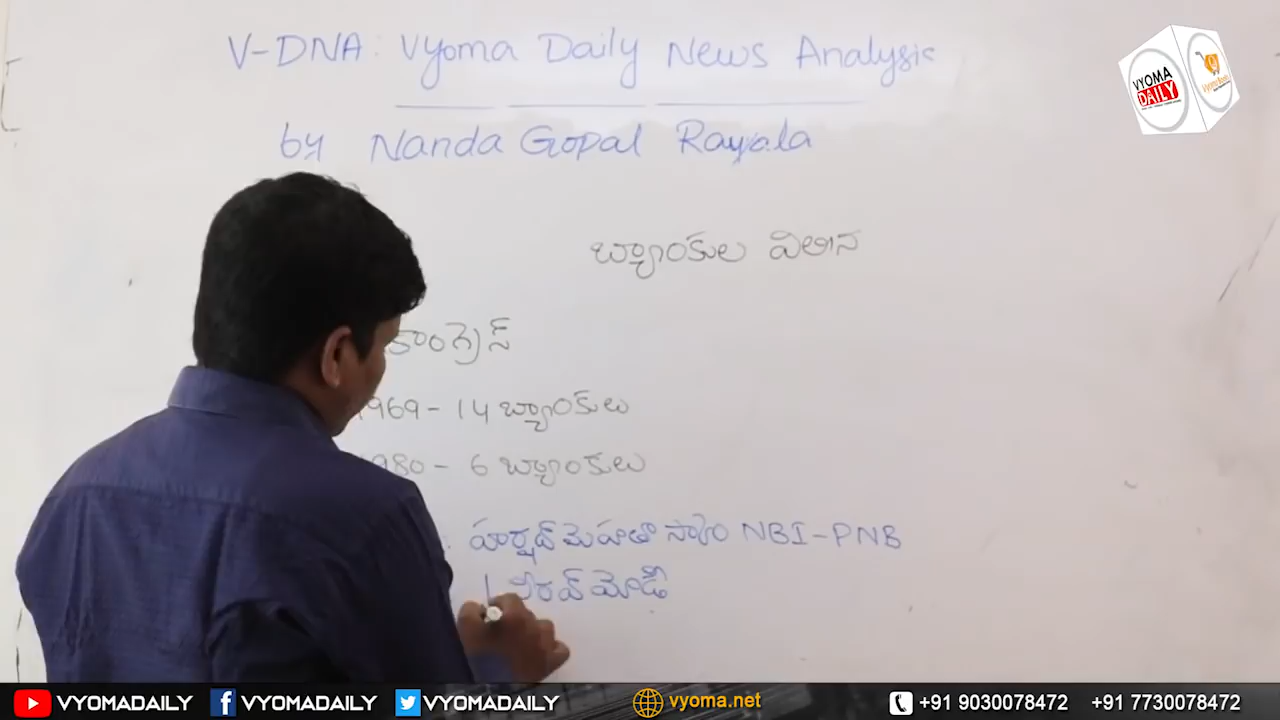 V-DNA: Vyoma Daily News Analysis
by Nanda Gopal Rayala
VYOMA
DAILY
బ్యాంకుల విలీన
కాంగ్రెస్
1969 - 14 బ్యాంకులు
1980 - 6 బ్యాంకులు
హర్షద్ మెహతా స్కాం NBI-PNB
నీరవ్ మోడీ
VYOMADAILY VYOMADAILY VYOMADAILY vyoma.net +91 9030078472 +91 7730078472